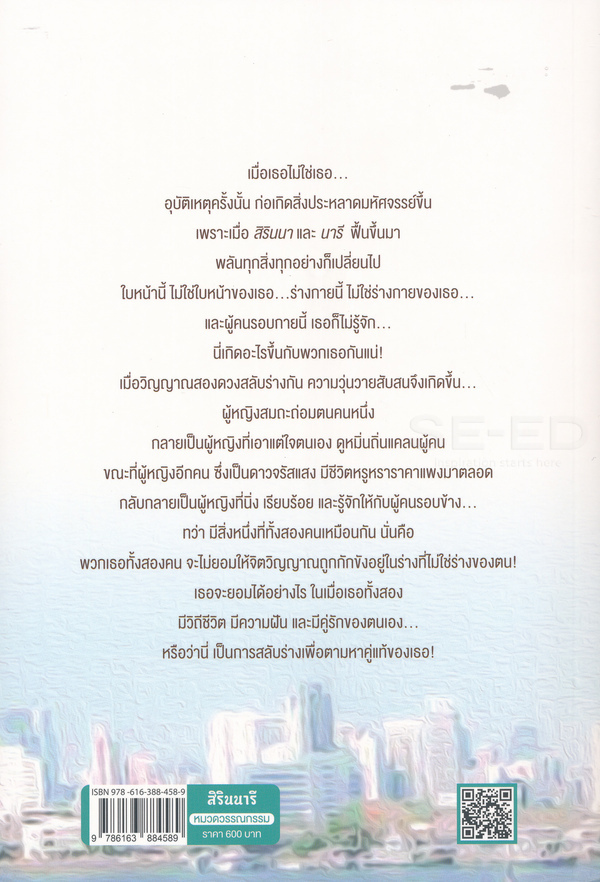 เมื่อเธอไม่ใช่เธอ...
อุบัติเหตุครั้งนั้น ก่อเกิดสิ่งประหลาดมหัศจรรย์ขึ้น
เพราะเมื่อ สิรินนา และ นารี ฟื้นขึ้นมา
พลันทุกสิ่งทุกอย่างก็เปลี่ยนไป
ใบหน้านี้ ไม่ใช่ใบหน้าของเธอ...ร่างกายนี้ ไม่ใช่ร่างกายของเธอ...
และผู้คนรอบกายนี้ เธอก็ไม่รู้จัก...
นี่เกิดอะไรขึ้นกับพวกเธอกันแน่!
เมื่อวิญญาณสองดวงสลับร่างกัน ความวุ่นวายสับสนจึงเกิดขึ้น...
ผู้หญิงสมถะถ่อมตนคนหนึ่ง
กลายเป็นผู้หญิงที่เอาแต่ใจตนเอง ดูหมิ่นถิ่นแคลนผู้คน
ขณะที่ผู้หญิงอีกคน ซึ่งเป็นดาวจรัสแสง มีชีวิตหรูหราราคาแพงมาตลอด
กลับกลายเป็นผู้หญิงที่นิ่ง เรียบร้อย และรู้จักให้กับผู้คนรอบข้าง...
ทว่า มีสิ่งหนึ่งที่ทั้งสองคนเหมือนกัน นั่นคือ
พวกเธอทั้งสองคน จะไม่ยอมให้จิตวิญญาณถูกกักขังอยู่ในร่างที่ไม่ใช่ร่างของตน!
เธอจะยอมได้อย่างไร ในเมื่อเธอทั้งสอง
มีวิถีชีวิต มีความฝัน และมีคู่รักของตนเอง...
หรือว่านี่ เป็นการสลับร่างเพื่อตามหาคู่แท้ของเธอ!
SE-ED
ISBN 978-616-388-458-9
9 786163 884589
สิรินนารี
หมวดวรรณกรรม
ราคา 600 บาท